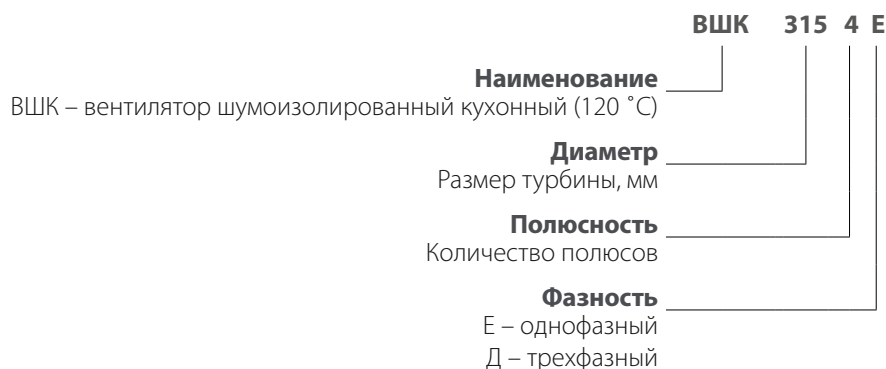 ВШК 315 4 Е
Наименование
ВШК – вентилятор шумоизолированный кухонный (120 ˚С)
Диаметр
Размер турбины, мм
Полюсность
Количество полюсов
Фазность
Е – однофазный
Д – трехфазный